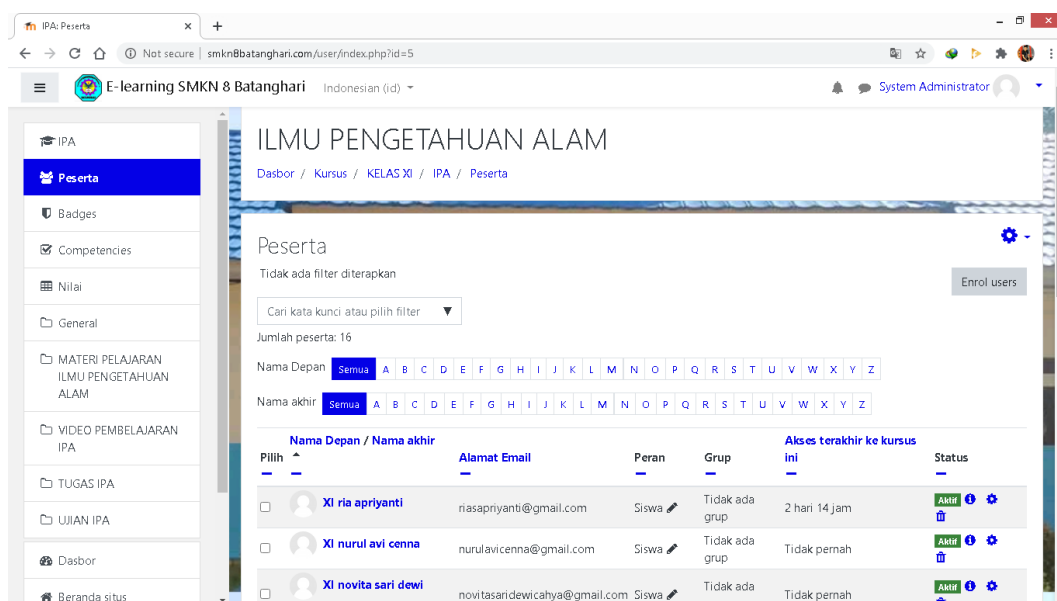 IPA: Peserta
Not secure | smkn8batanghari.com/user/index.php?id=5
E-learning SMKN 8 Batanghari Indonesian (id)
System Administrator
IPA
Peserta
Badges
Competencies
Nilai
General
MATERI PELAJARAN
ILMU PENGETAHUAN
ALAM
VIDEO PEMBELAJARAN
IPA
TUGAS IPA
UJIAN IPA
Dasbor
Beranda situs
ILMU PENGETAHUAN ALAM
Dasbor / Kursus / KELAS XI / IPA / Peserta
Peserta
Tidak ada filter diterapkan
Enrol users
Cari kata kunci atau pilih filter
Jumlah peserta: 16
Nama Depan Semua A B C D E F G H I J K L M N O P Q R S T U V W X Y Z
Nama akhir Semua A B C D E F G H I J K L M N O P Q R S T U V W X Y Z
Nama Depan / Nama akhir Akses terakhir ke kursus
Pilih Alamat Email Peran Grup ini Status
XI ria apriyanti riasapriyanti@gmail.com Siswa Tidak ada
grup 2 hari 14 jam Aktif
XI nurul avi cenna nurulavicenna@gmail.com Siswa Tidak ada
grup Tidak pernah Aktif
XI novita sari dewi novitasaridewicahya@gmail.com Siswa Tidak ada
Tidak pernah Aktif